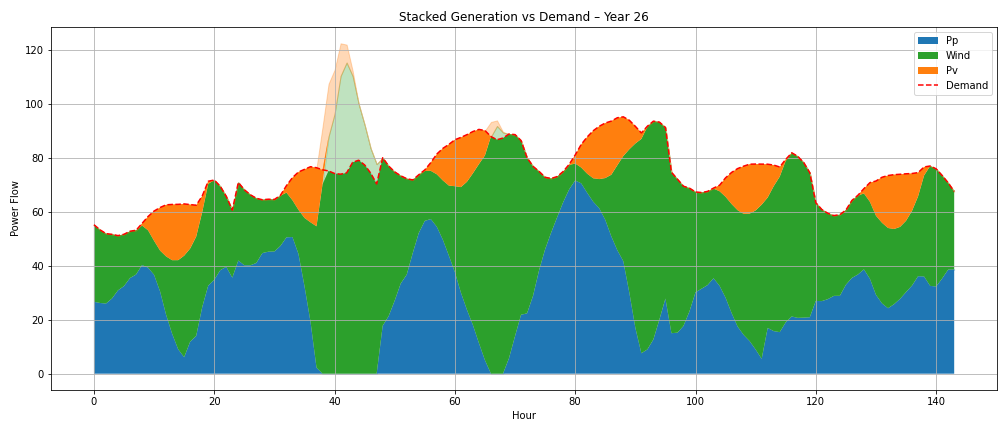 Stacked Generation vs Demand – Year 26
Power Flow
120
100
80
60
40
20
0
0 20 40 60 80 100 120 140
Hour
Pp
Wind
Pv
Demand